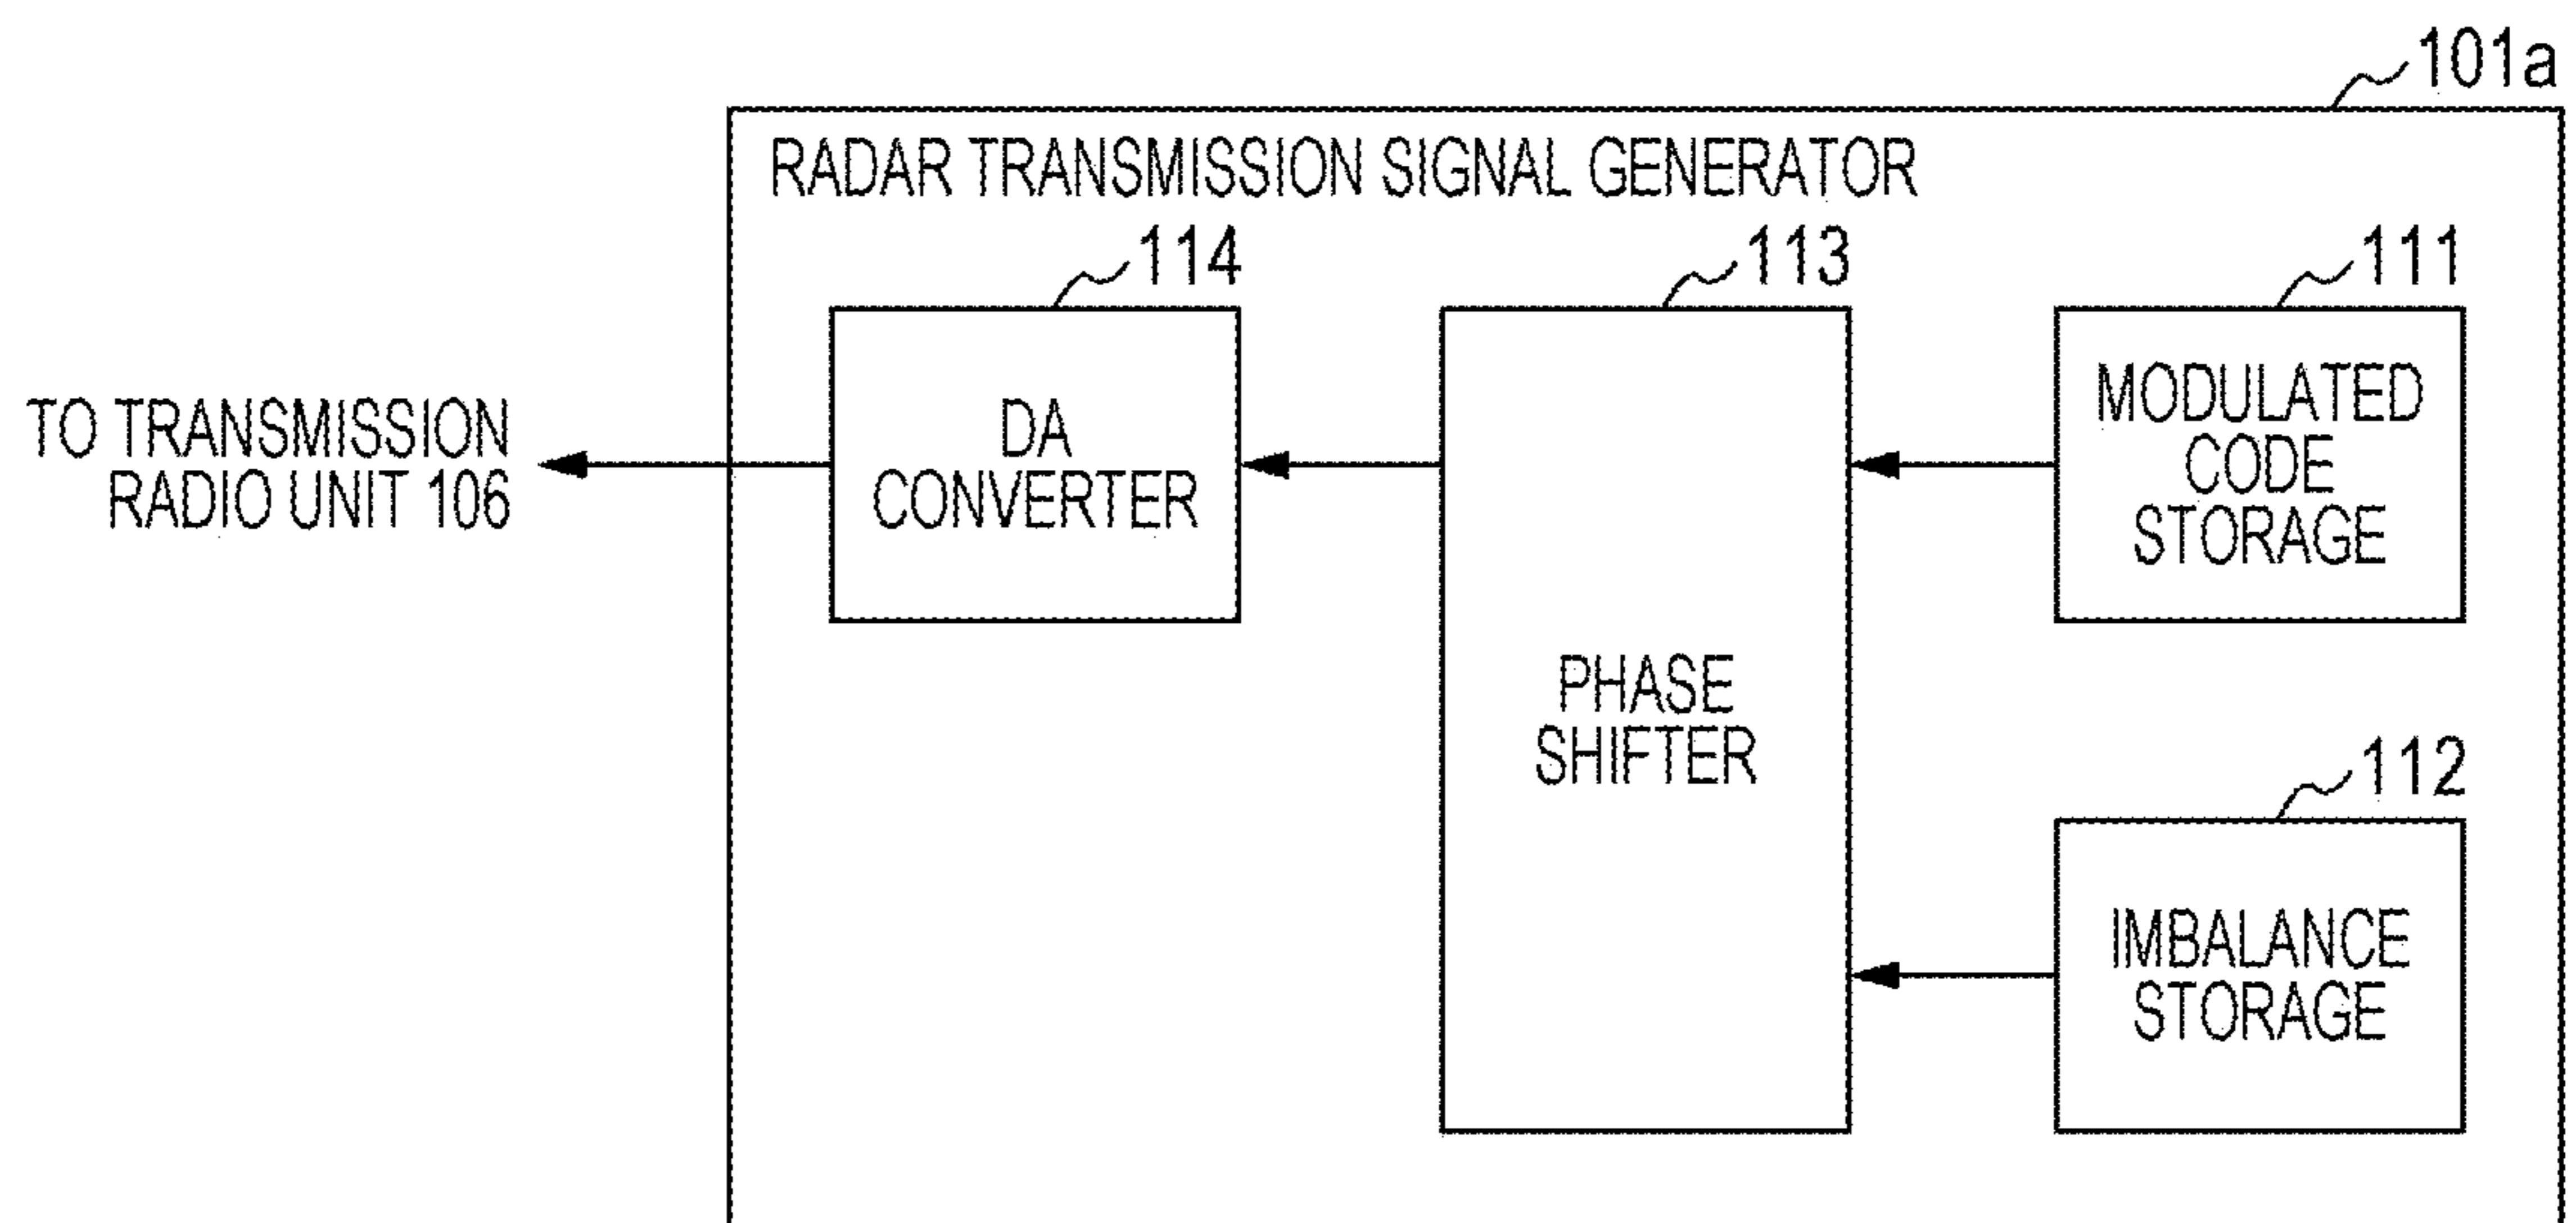 101a
RADAR TRANSMISSION SIGNAL GENERATOR
114
113
111
TO TRANSMISSION
RADIO UNIT 106
DA
CONVERTER
PHASE
SHIFTER
MODULATED
CODE
STORAGE
112
IMBALANCE
STORAGE